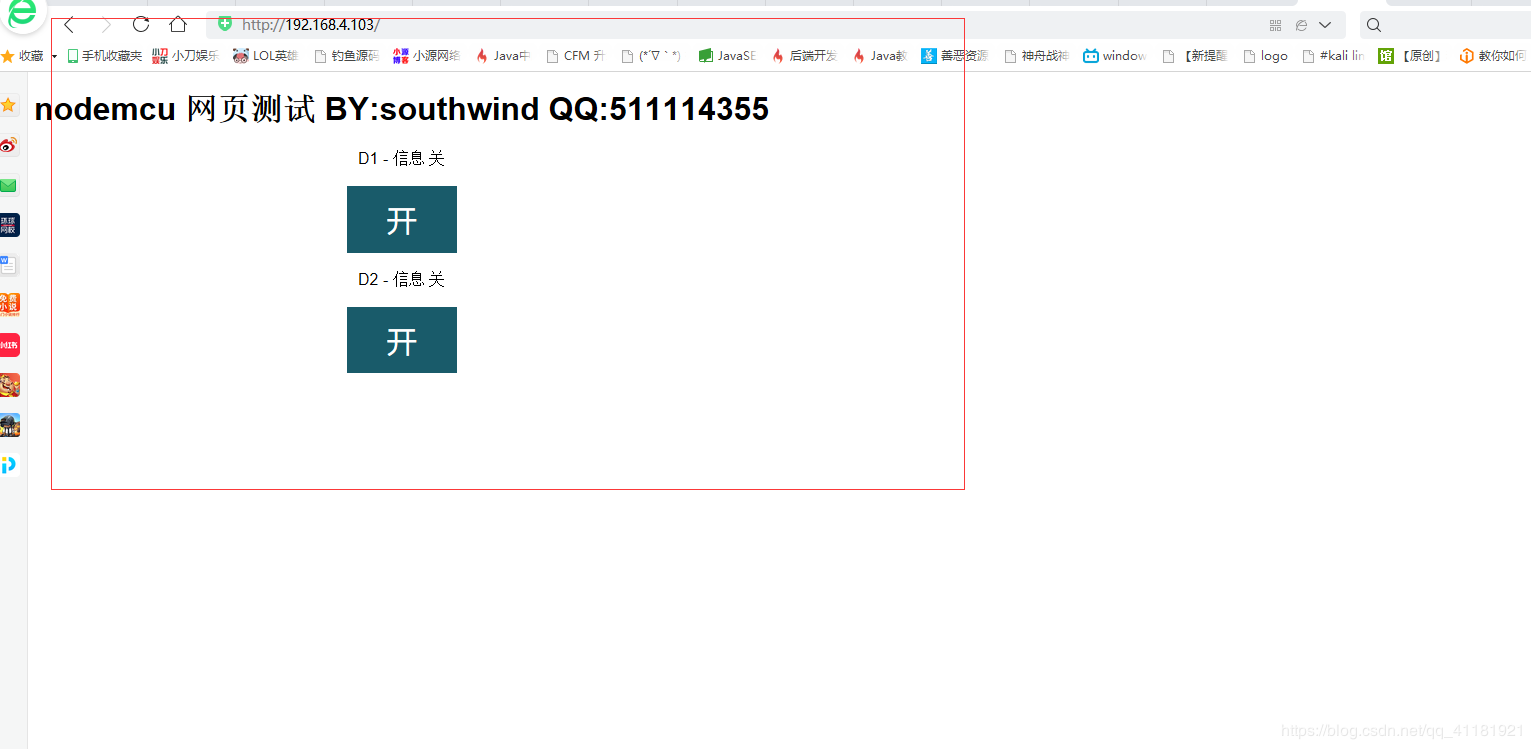 http://192.168.4.103/
收藏 手机收藏夹 小刀娱乐 LOL英雄 钓鱼源码 小源网络 Java中 CFM 升 (*´∇｀*) JavaSE 后端开发 Java教 善恶资源 神舟战神 window 【新提醒 logo #kali lin 【原创】 教你如何
nodemcu 网页测试 BY:southwind QQ:511114355
D1 - 信息 关
开
D2 - 信息 关
开
https://blog.csdn.net/qq_41181921